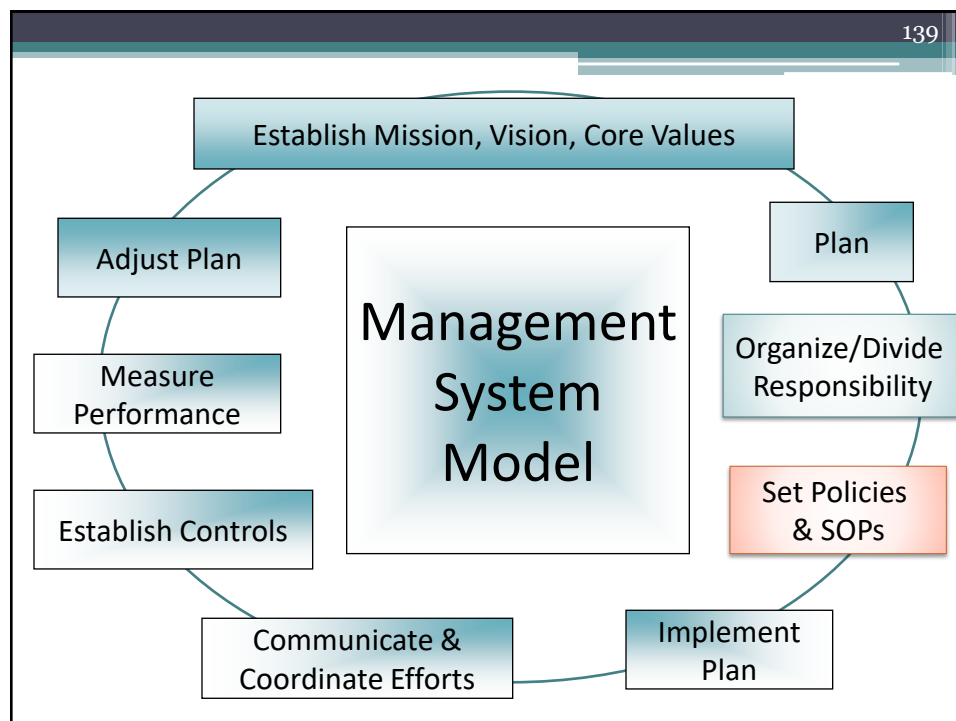 139
Establish Mission, Vision, Core Values
Plan
Organize/Divide
Responsibility
Set Policies
& SOPs
Implement
Plan
Communicate &
Coordinate Efforts
Establish Controls
Measure
Performance
Adjust Plan
Management
System
Model